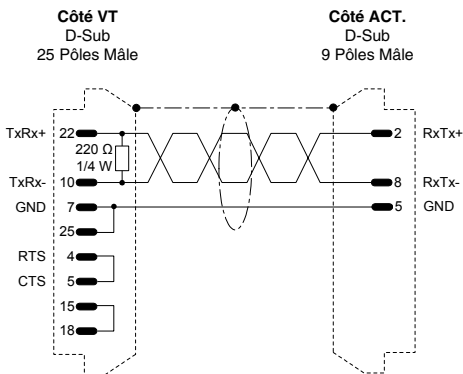 Côté VT
D-Sub
25 Pôles Mâle
Côté ACT.
D-Sub
9 Pôles Mâle
TxRx+ 22
220 Ω
1/4 W
2 RxTx+
TxRx- 10
8 RxTx-
GND 7
5 GND
25
RTS 4
CTS 5
15
18